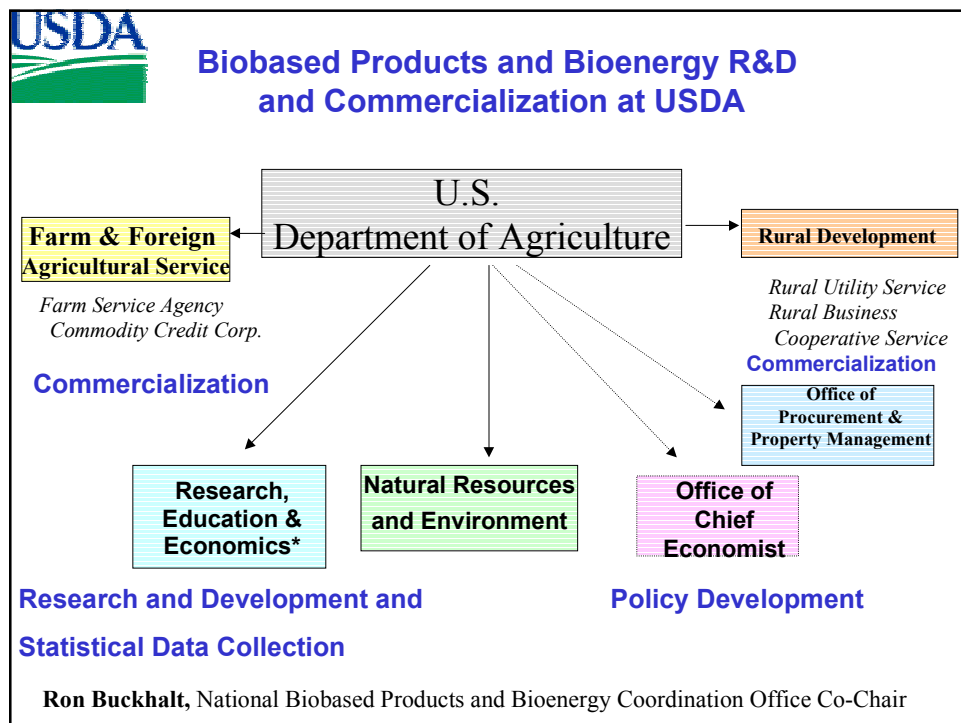 USDA
Biobased Products and Bioenergy R&D
and Commercialization at USDA
U.S.
Department of Agriculture
Farm & Foreign
Agricultural Service
Farm Service Agency
Commodity Credit Corp.
Commercialization
Rural Development
Rural Utility Service
Rural Business
Cooperative Service
Commercialization
Office of
Procurement &
Property Management
Research,
Education &
Economics*
Natural Resources
and Environment
Office of
Chief
Economist
Research and Development and
Statistical Data Collection
Policy Development
Ron Buckhalt, National Biobased Products and Bioenergy Coordination Office Co-Chair